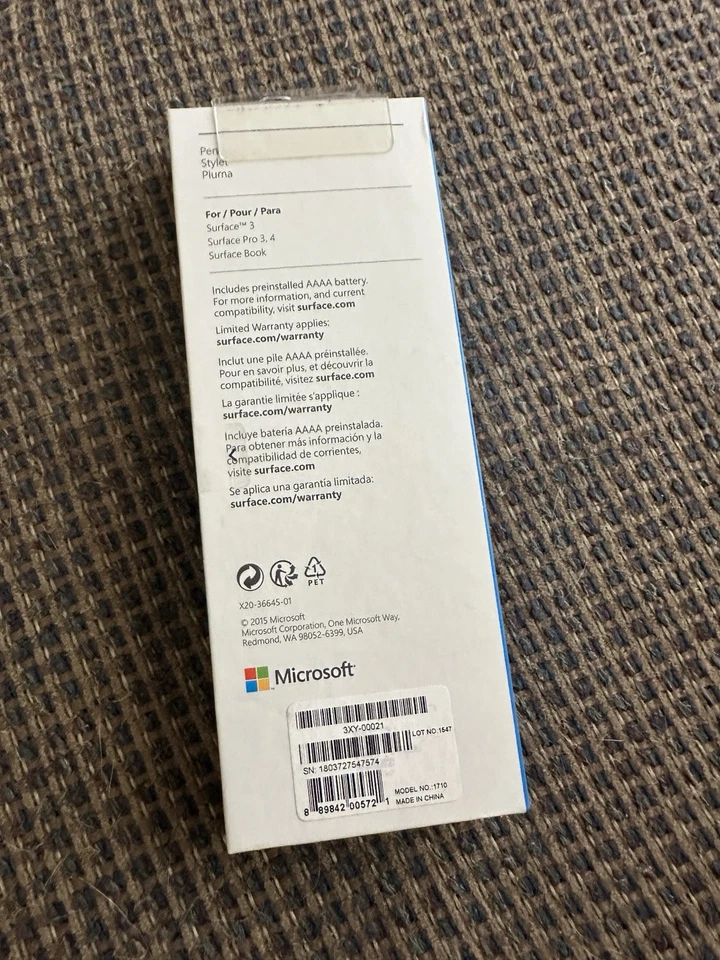 Pen
Stylet
Pluma
For / Pour / Para
Surface™ 3
Surface Pro 3, 4
Surface Book
Includes preinstalled AAAA battery.
For more information, and current
compatibility, visit surface.com
Limited Warranty applies:
surface.com/warranty
Inclut une pile AAAA préinstallée.
Pour en savoir plus, et découvrir la
compatibilité, visitez surface.com
La garantie limitée s'applique :
surface.com/warranty
Incluye batería AAAA preinstalada.
Para obtener más información y la
compatibilidad de corrientes,
visite surface.com
Se aplica una garantía limitada:
surface.com/warranty
1
PET
X20-36645-01
© 2015 Microsoft
Microsoft Corporation, One Microsoft Way,
Redmond, WA 98052-6399, USA
Microsoft
3XY-00021
LOT NO.:1547
SN: 1803727547574
MODEL NO.:1710
MADE IN CHINA
8 89842 00572 1